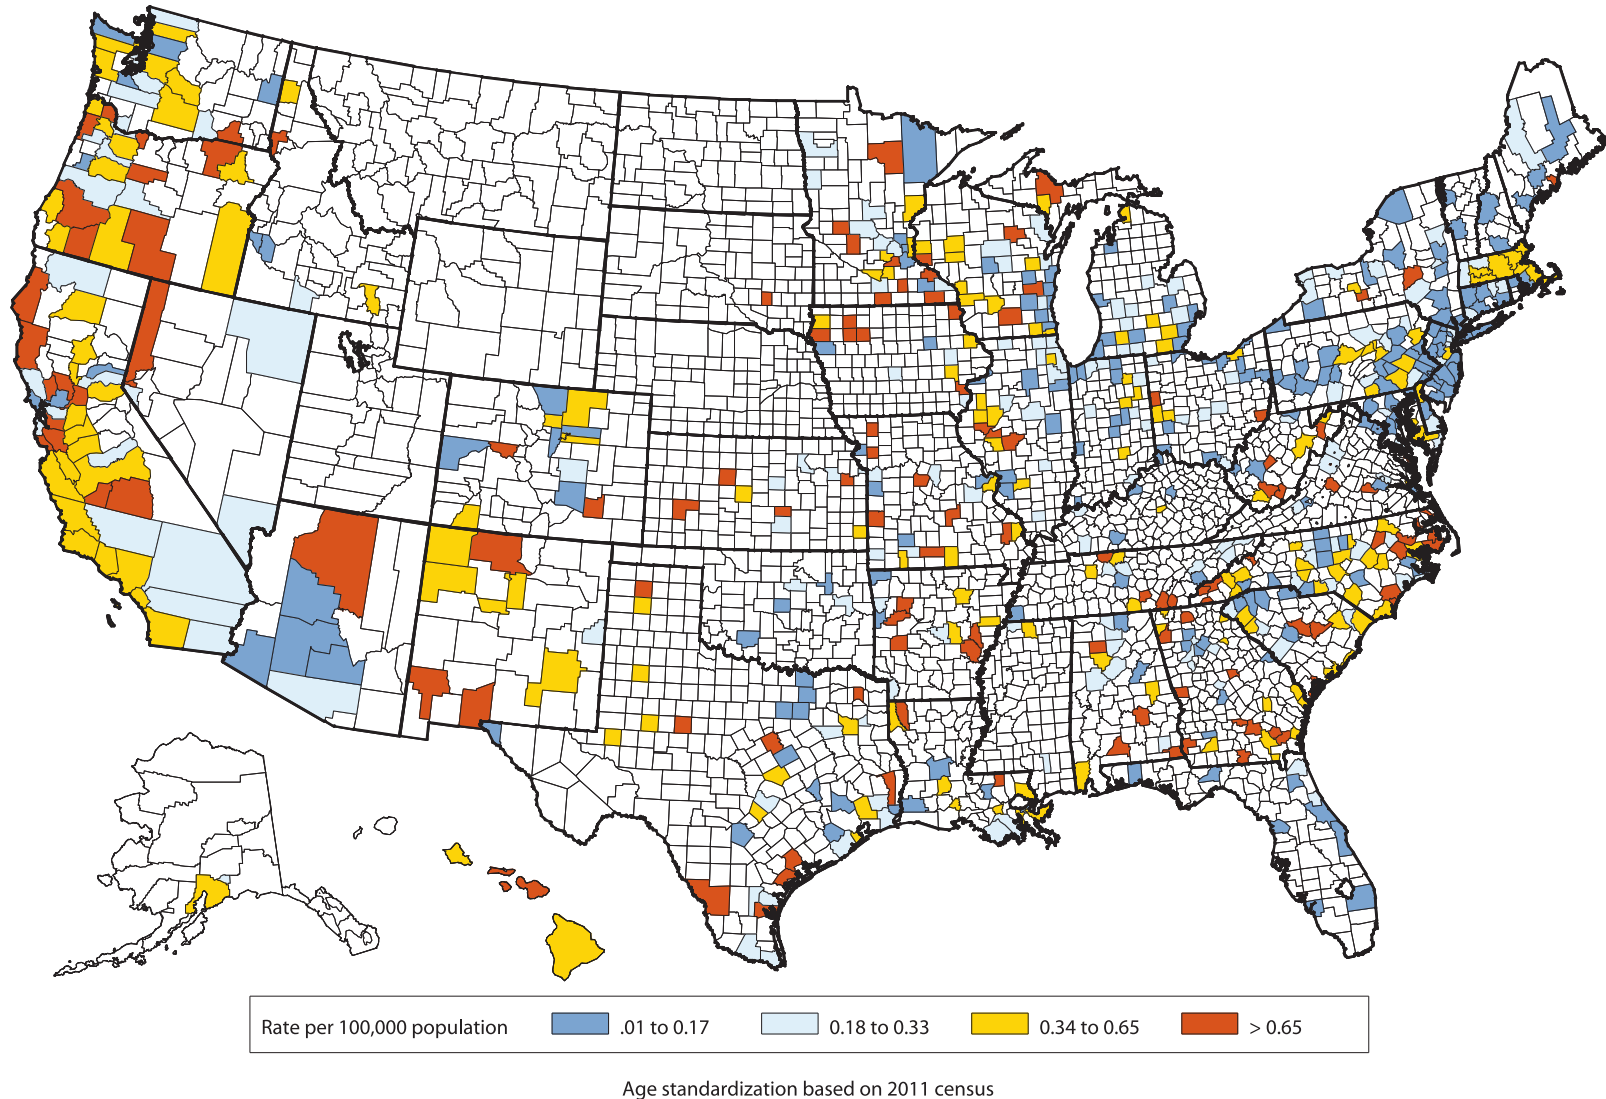 Rate per 100,000 population .01 to 0.17 0.18 to 0.33 0.34 to 0.65 > 0.65
Age standardization based on 2011 census